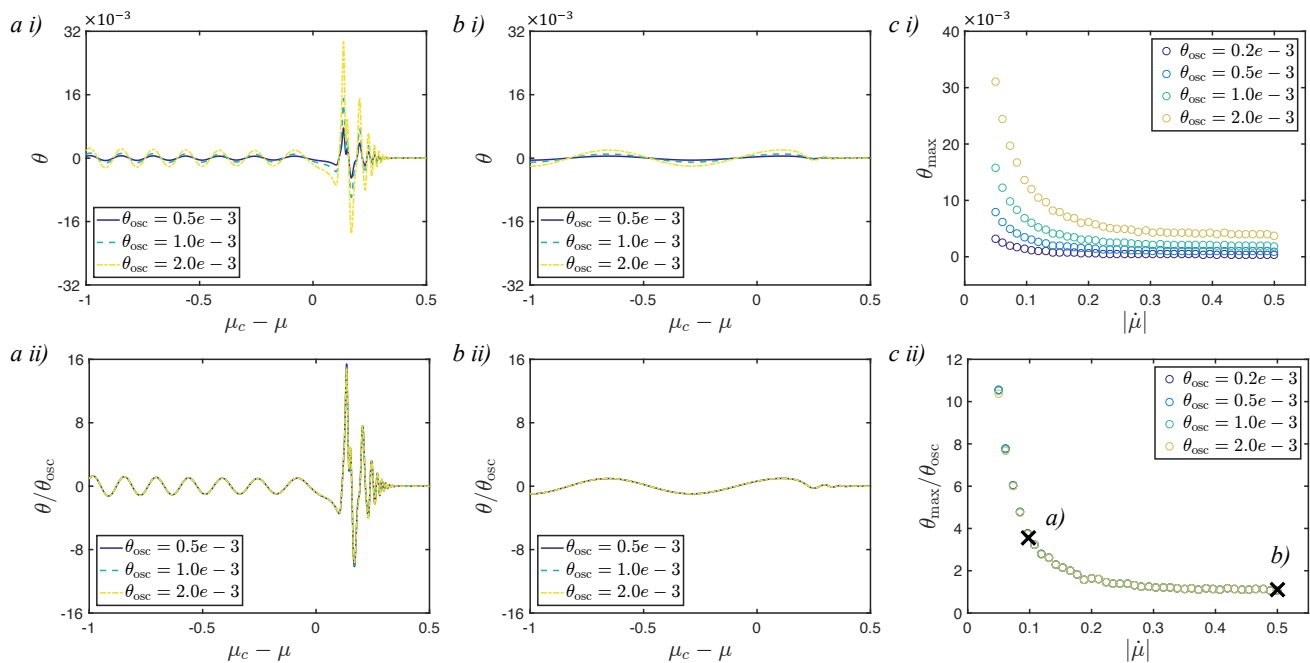 a i)
×10⁻³
32
16
0
-16
-32
θ
-1
-0.5
0
0.5
μ_c − μ
θ_osc = 0.5e − 3
θ_osc = 1.0e − 3
θ_osc = 2.0e − 3
b i)
×10⁻³
32
16
0
-16
-32
θ
-1
-0.5
0
0.5
μ_c − μ
θ_osc = 0.5e − 3
θ_osc = 1.0e − 3
θ_osc = 2.0e − 3
c i)
×10⁻³
40
30
20
10
0
θ_max
0
0.1
0.2
0.3
0.4
0.5
|μ̇|
θ_osc = 0.2e − 3
θ_osc = 0.5e − 3
θ_osc = 1.0e − 3
θ_osc = 2.0e − 3
a ii)
16
8
0
-8
-16
θ/θ_osc
-1
-0.5
0
0.5
μ_c − μ
θ_osc = 0.5e − 3
θ_osc = 1.0e − 3
θ_osc = 2.0e − 3
b ii)
16
8
0
-8
-16
θ/θ_osc
-1
-0.5
0
0.5
μ_c − μ
θ_osc = 0.5e − 3
θ_osc = 1.0e − 3
θ_osc = 2.0e − 3
c ii)
12
10
8
6
4
2
0
θ_max/θ_osc
0
0.1
0.2
0.3
0.4
0.5
|μ̇|
θ_osc = 0.2e − 3
θ_osc = 0.5e − 3
θ_osc = 1.0e − 3
θ_osc = 2.0e − 3
a)
b)